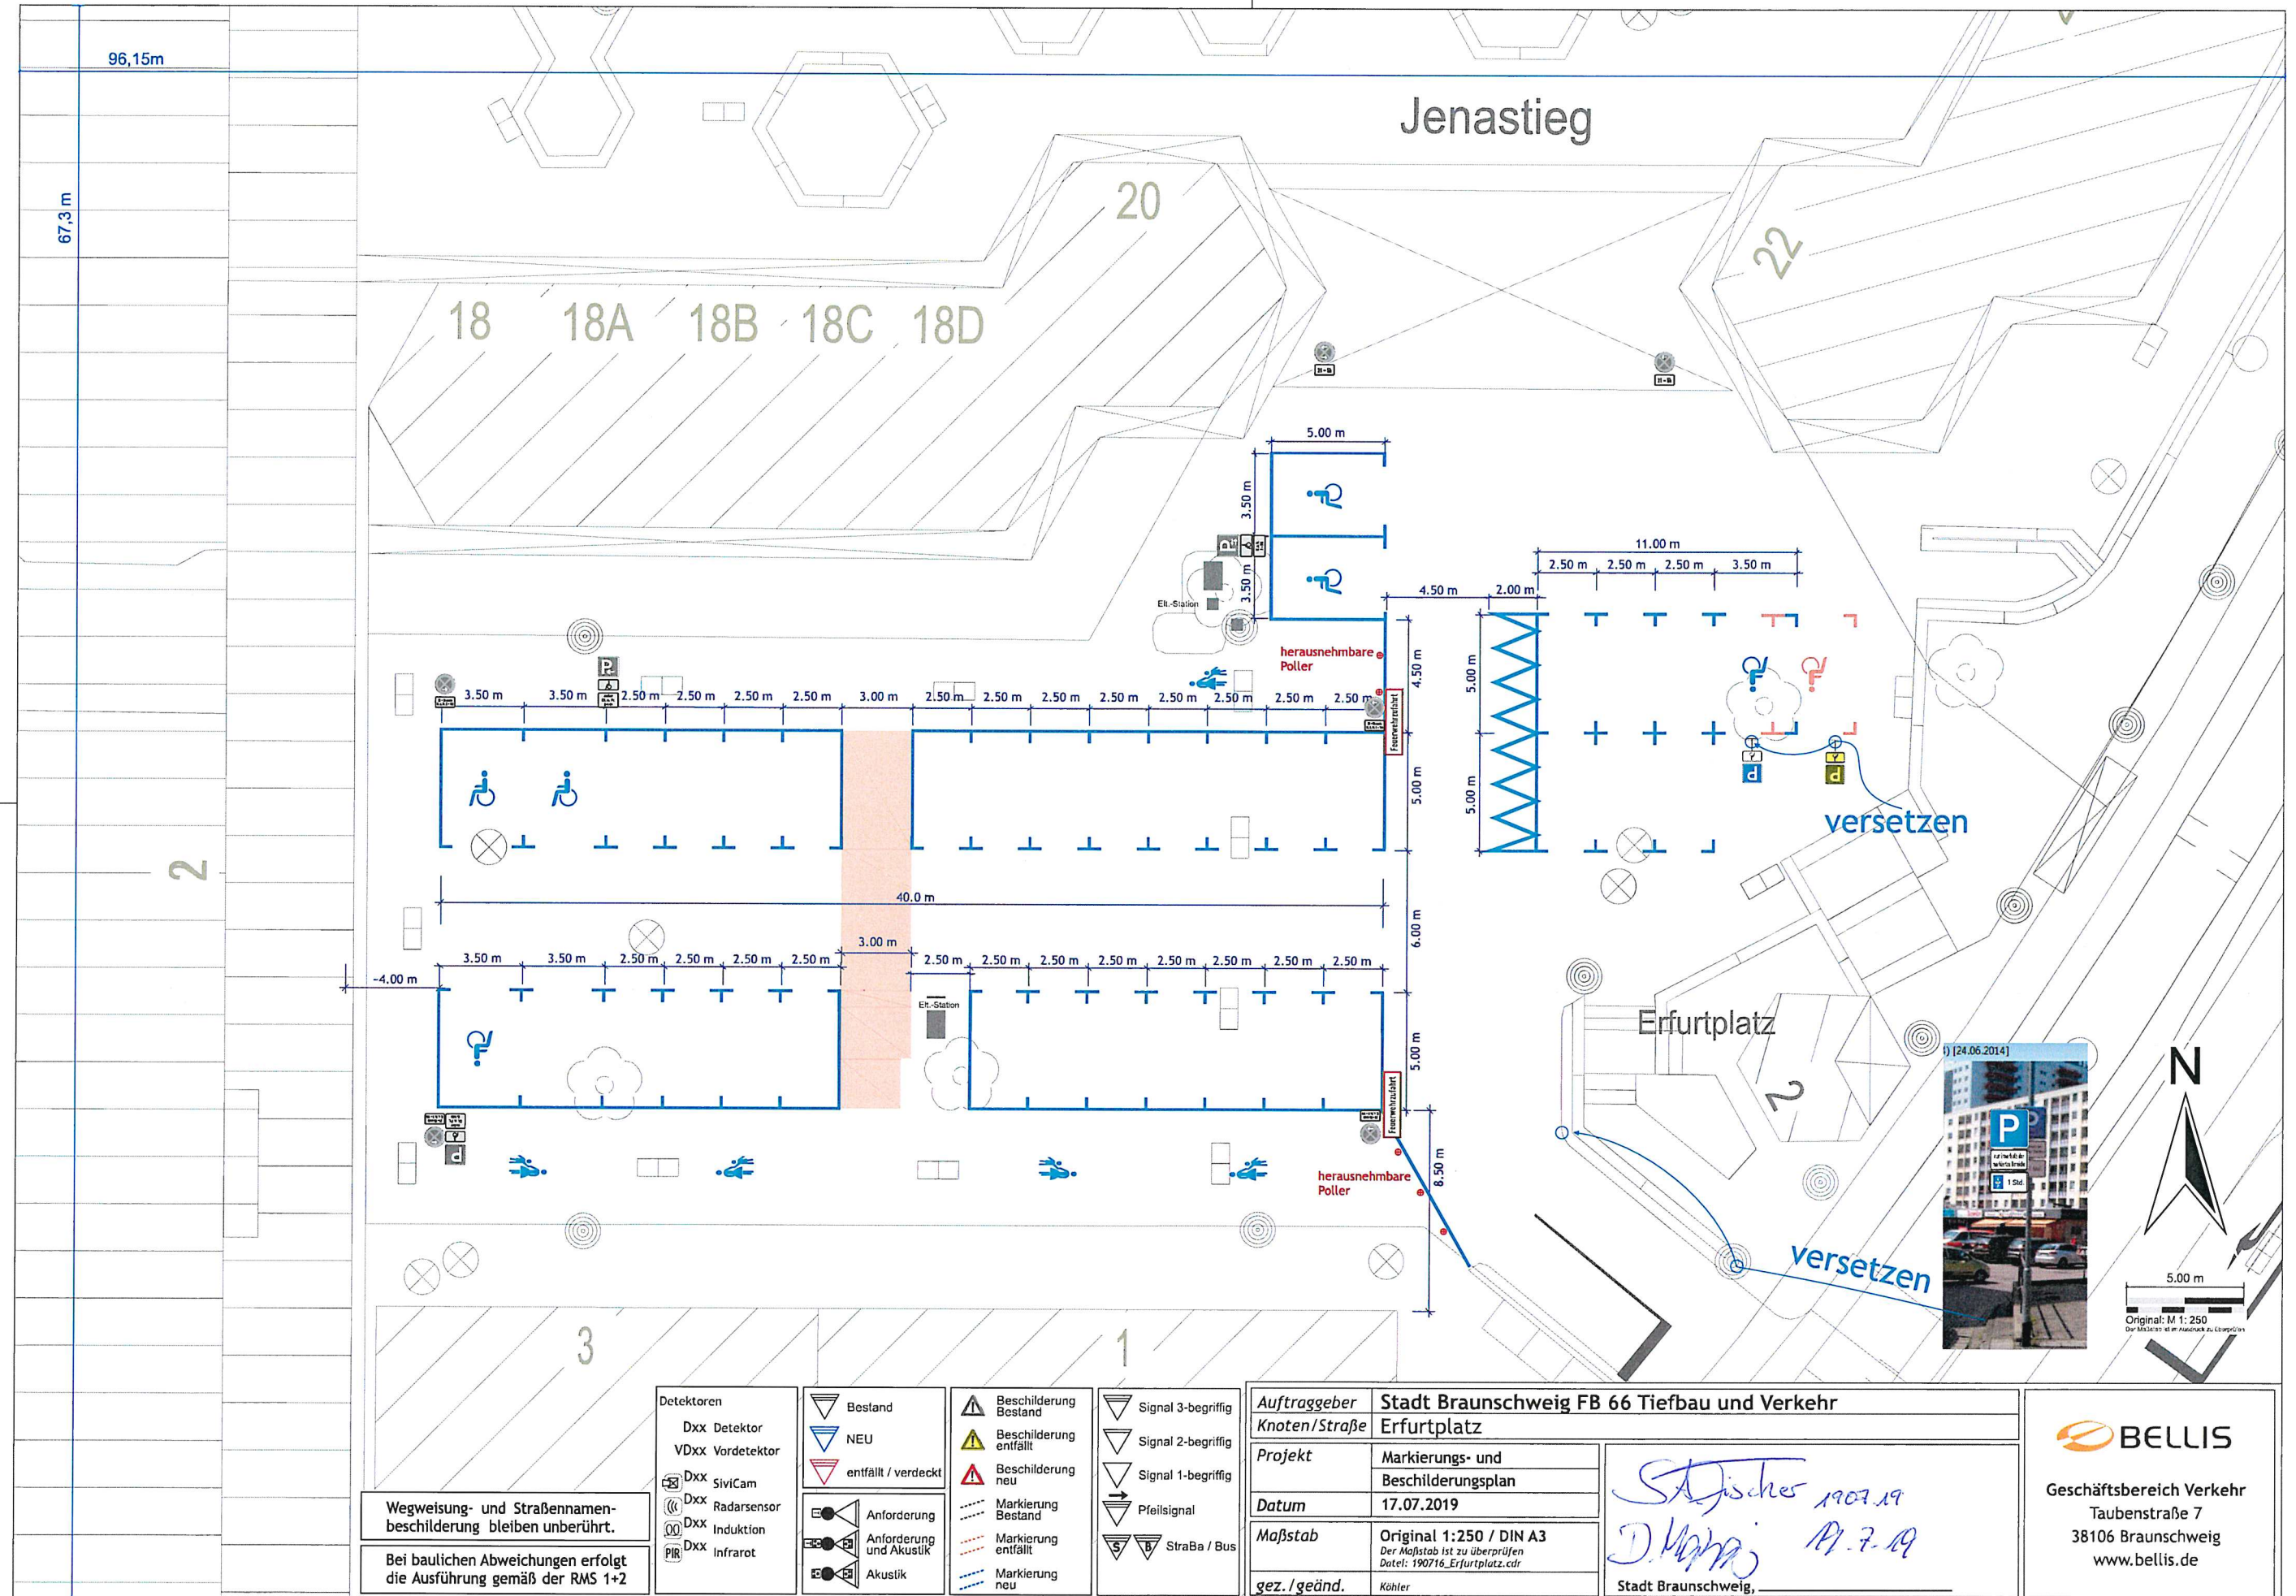 96,15m
67,3 m
Jenastieg
20
22
18 18A 18B 18C 18D
5.00 m
3.50 m
3.50 m
Elt.-Station
11.00 m
2.50 m 2.50 m 2.50 m 3.50 m
4.50 m 2.00 m
herausnehmbare
Poller
4.50 m
5.00 m
5.00 m
P
3.50 m 3.50 m 2.50 m 2.50 m 2.50 m 2.50 m 3.00 m 2.50 m 2.50 m 2.50 m 2.50 m 2.50 m 2.50 m 2.50 m 2.50 m
Feuerwehrzufahrt
5.00 m
versetzen
2
40.0 m
6.00 m
3.00 m
3.50 m 3.50 m 2.50 m 2.50 m 2.50 m 2.50 m 2.50 m 2.50 m 2.50 m 2.50 m 2.50 m 2.50 m 2.50 m 2.50 m
-4.00 m
Elt.-Station
5.00 m
Feuerwehrzufahrt
Erfurtplatz
2
[24.06.2014]
P
1 Std.
N
herausnehmbare
Poller
8.50 m
versetzen
5.00 m
Original: M 1: 250
3
1
Wegweisung- und Straßennamen-
beschilderung bleiben unberührt.
Bei baulichen Abweichungen erfolgt
die Ausführung gemäß der RMS 1+2
Detektoren
Dxx Detektor
VDxx Vordetektor
Dxx SiviCam
Dxx Radarsensor
Dxx Induktion
PIR Dxx Infrarot
Bestand
NEU
entfällt / verdeckt
Anforderung
Anforderung
und Akustik
Akustik
Beschilderung
Bestand
Beschilderung
entfällt
Beschilderung
neu
Markierung
Bestand
Markierung
entfällt
Markierung
neu
Signal 3-begriffig
Signal 2-begriffig
Signal 1-begriffig
Pfeilsignal
S B StraBa / Bus
Auftraggeber Stadt Braunschweig FB 66 Tiefbau und Verkehr
Knoten/Straße Erfurtplatz
Projekt Markierungs- und
Beschilderungsplan
Datum 17.07.2019
Maßstab Original 1:250 / DIN A3
Der Maßstab ist zu überprüfen
Datei: 190716_Erfurtplatz.cdr
gez./geänd. Köhler
19.7.19
Stadt Braunschweig,
BELLIS
Geschäftsbereich Verkehr
Taubenstraße 7
38106 Braunschweig
www.bellis.de